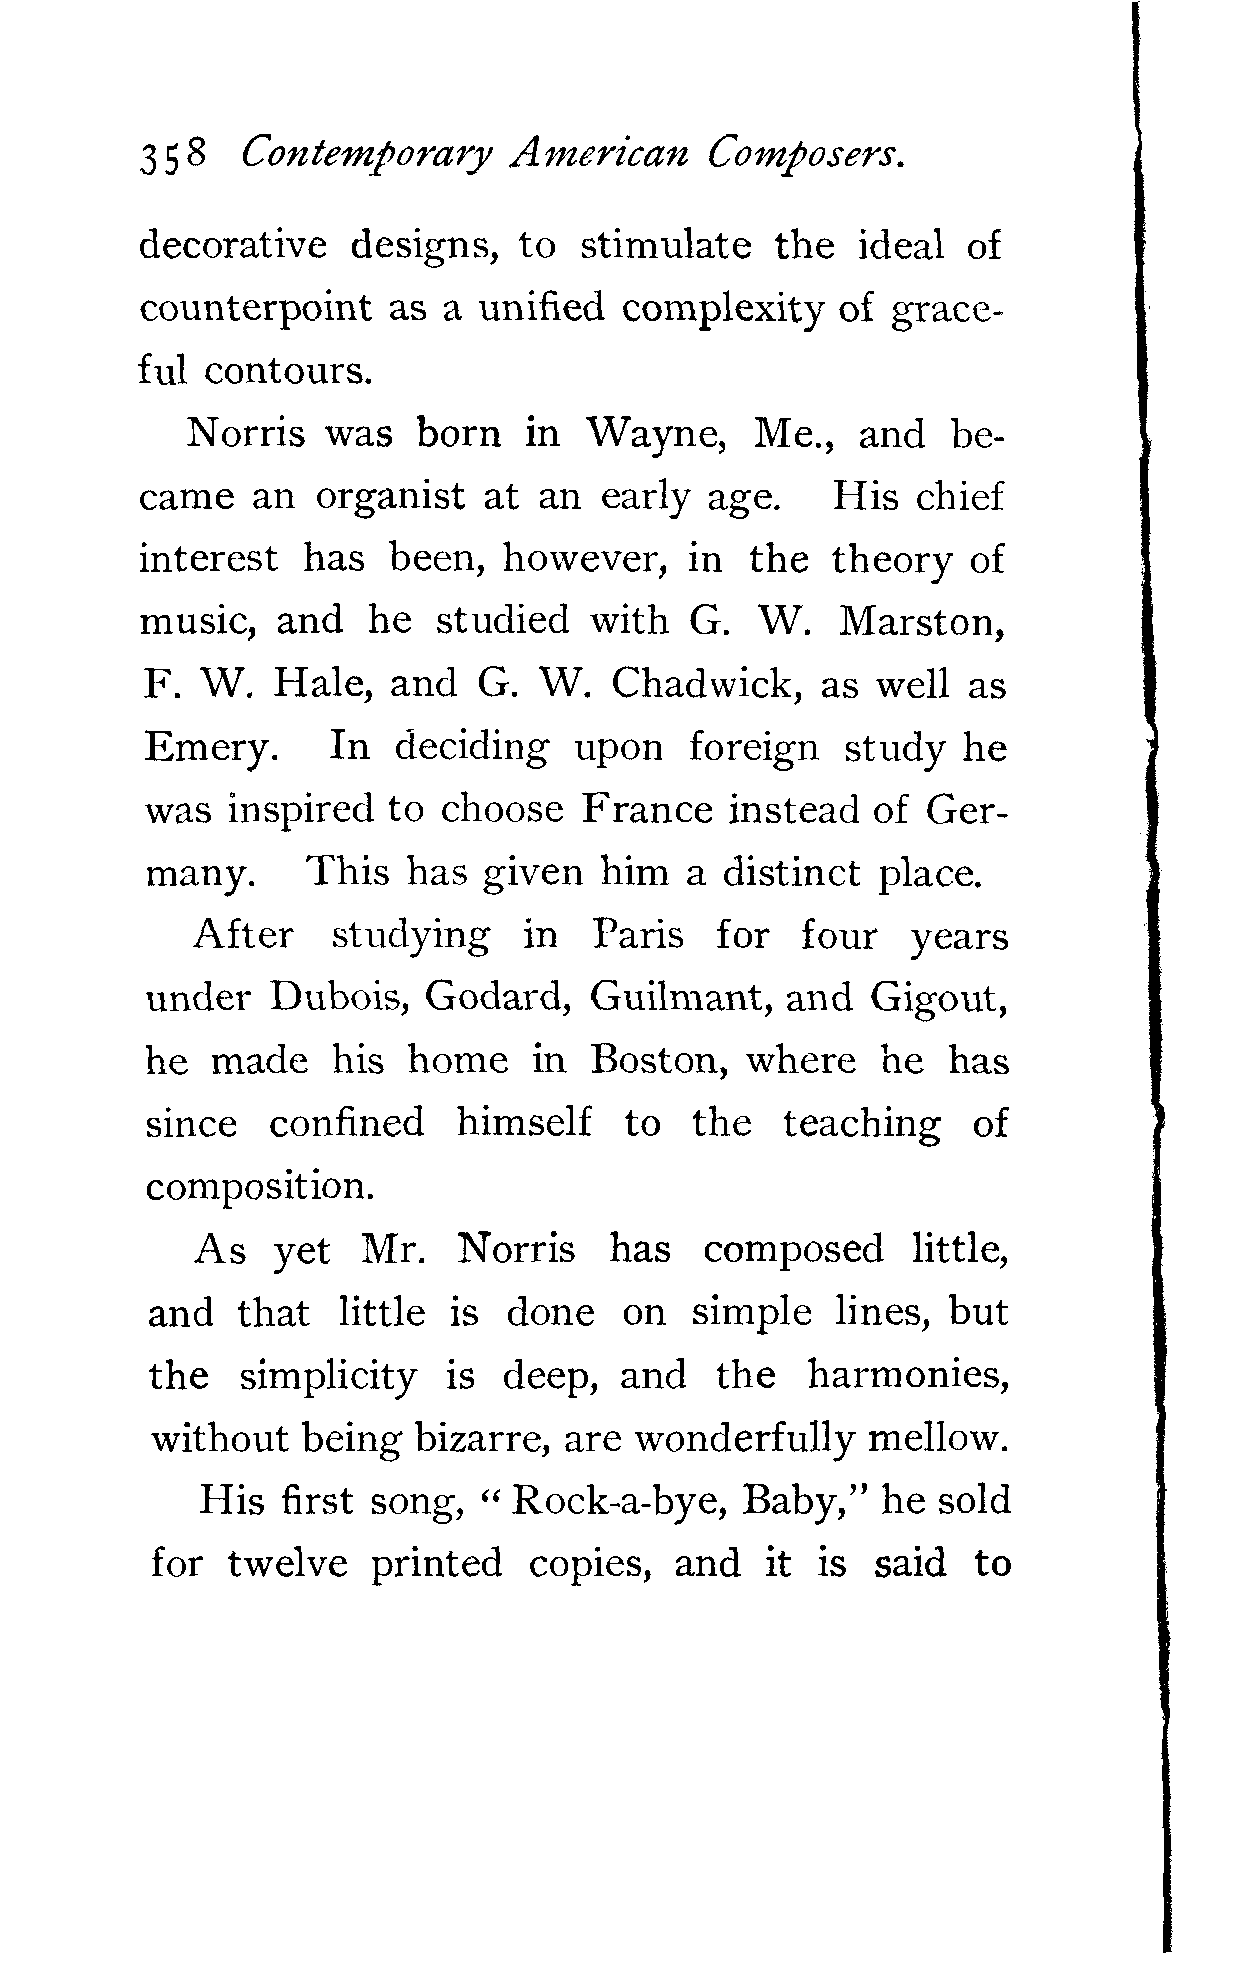 358 Contemporary American Composers.
decorative designs, to stimulate the ideal of
counterpoint as a unified complexity of grace-
ful contours.
Norris was born in Wayne, Me., and be-
came an organist at an early age. His chief
interest has been, however, in the theory of
music, and he studied with G. W. Marston,
F. W. Hale, and G. W. Chadwick, as well as
Emery. In deciding upon foreign study he
was inspired to choose France instead of Ger-
many. This has given him a distinct place.
After studying in Paris for four years
under Dubois, Godard, Guilmant, and Gigout,
he made his home in Boston, where he has
since confined himself to the teaching of
composition.
As yet Mr. Norris has composed little,
and that little is done on simple lines, but
the simplicity is deep, and the harmonies,
without being bizarre, are wonderfully mellow.
His first song, “ Rock-a-bye, Baby,” he sold
for twelve printed copies, and it is said to